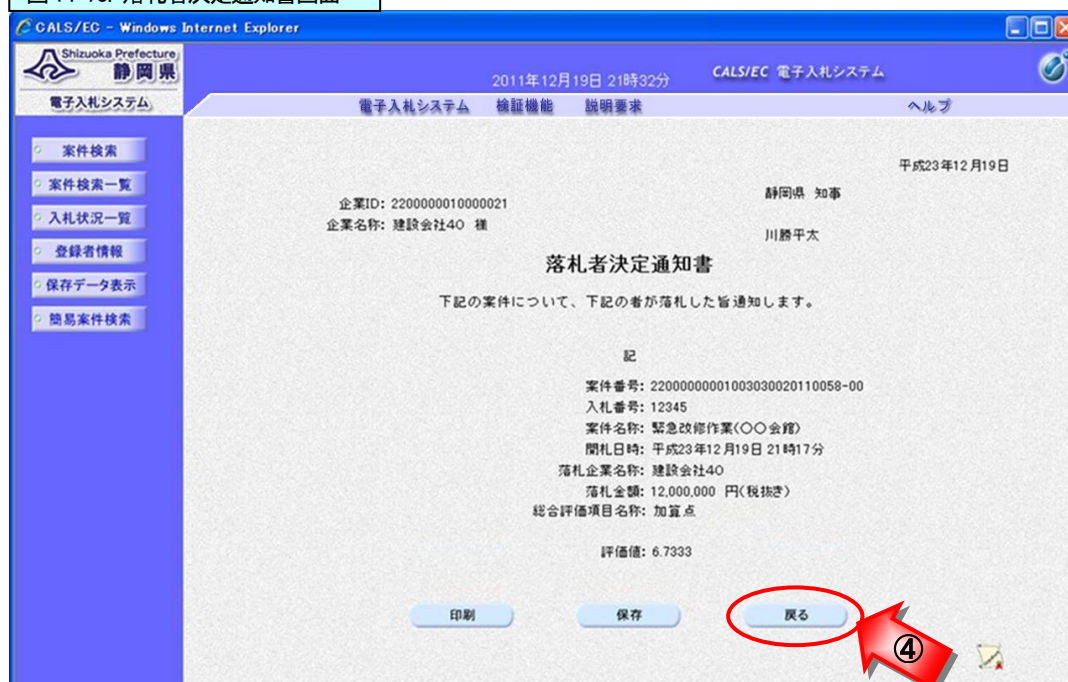 CALS/EC - Windows Internet Explorer
Shizuoka Prefecture
静岡県
電子入札システム
2011年12月19日 21時32分
CALS/EC 電子入札システム
電子入札システム 検証機能 説明要求 ヘルプ
案件検索
案件検索一覧
入札状況一覧
登録者情報
保存データ表示
簡易案件検索
平成23年12月19日
静岡県 知事
企業ID: 2200000010000021
企業名称: 建設会社40 様
川勝平太
落札者決定通知書
下記の案件について、下記の者が落札した旨通知します。
記
案件番号: 22000000001003030020110058-00
入札番号: 12345
案件名称: 緊急改修作業(〇〇会館)
開札日時: 平成23年12月19日 21時17分
落札企業名称: 建設会社40
落札金額: 12,000,000 円(税抜き)
総合評価項目名称: 加算点
評価値: 6.7333
印刷 保存 戻る
④